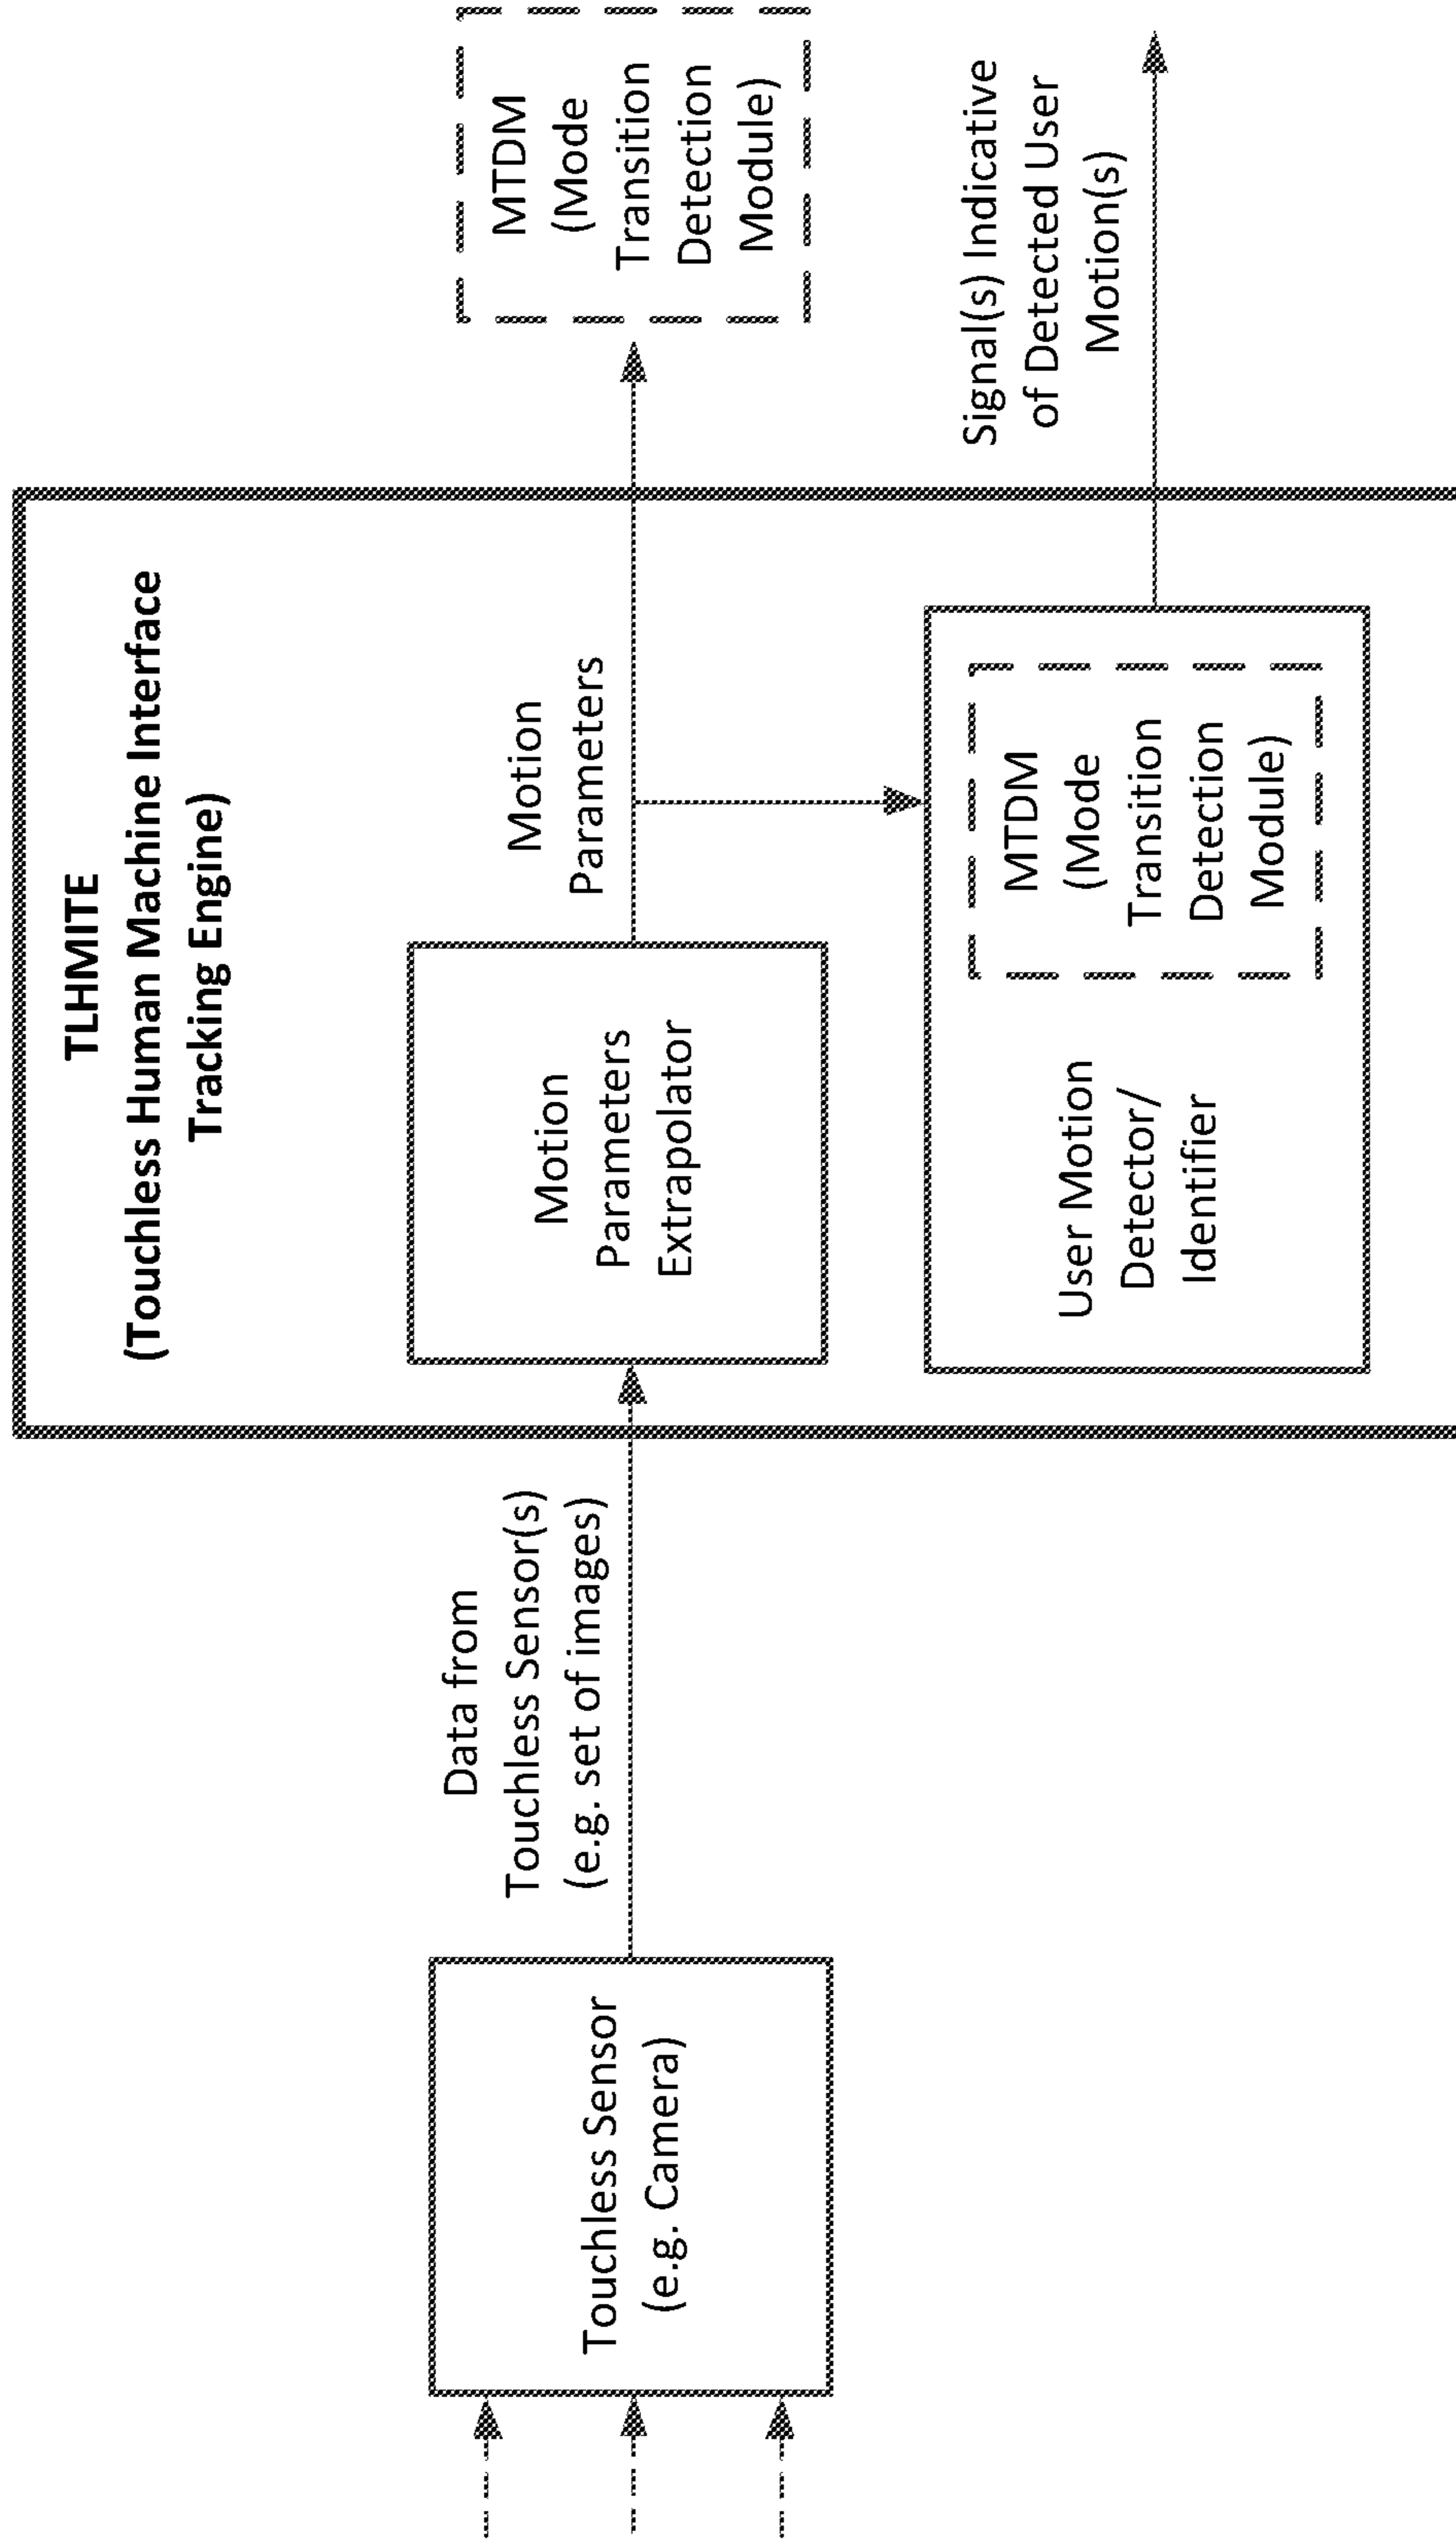 TLHMITE
(Touchless Human Machine Interface
Tracking Engine)
Touchless Sensor
(e.g. Camera)
Data from
Touchless Sensor(s)
(e.g. set of images)
Motion
Parameters
Extrapolator
Motion
Parameters
MTDM
(Mode
Transition
Detection
Module)
User Motion
Detector/
Identifier
MTDM
(Mode
Transition
Detection
Module)
Signal(s) Indicative
of Detected User
Motion(s)